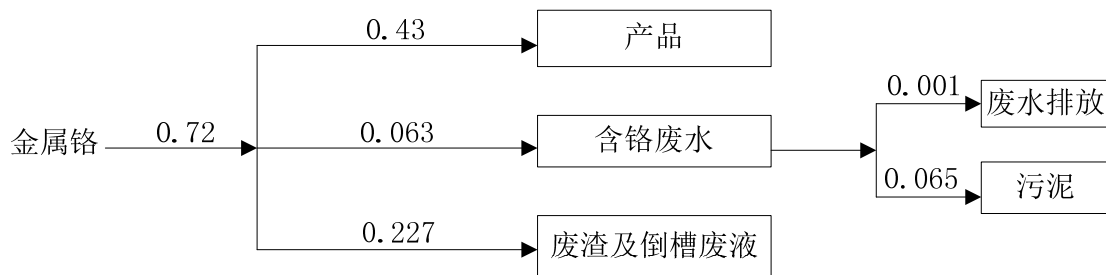 0.43
产品
0.001
废水排放
金属铬
0.72
0.063
含铬废水
0.065
污泥
0.227
废渣及倒槽废液